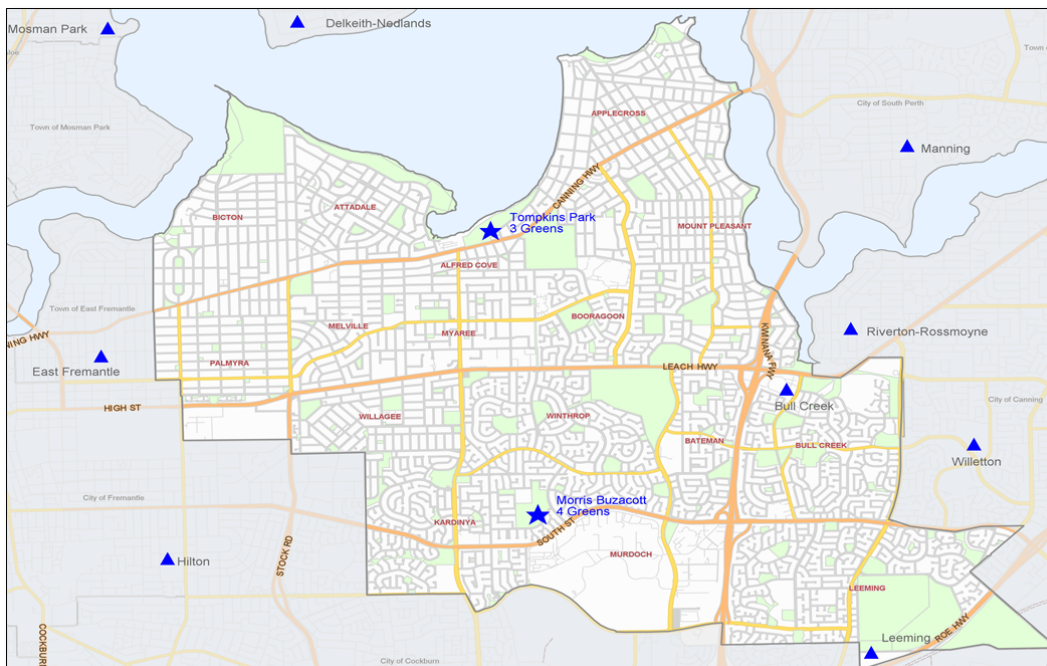 Mosman Park
Delkeith-Nedlands
Town of
City of South Perth
APPLECROSS
Town of Mosman Park
Manning
CANNING HWY
ATTADALE
BICTON
Tompkins Park
3 Greens
MOUNT PLEASANT
ALFRED COVE
Town of East Fremantle
BOORAGOON
MELVILLE
MYAREE
Riverton-Rossmoyne
NING HWY
KWINANA FWY
PALMYRA
LEACH HWY
East Fremantle
City of Canning
HIGH ST
Bull Creek
WILLAGEE
WINTHROP
BATEMAN
BULL CREEK
Willetton
City of Fremantle
Morris Buzacott
4 Greens
KARDINYA
SOUTH ST
STOCK RD
MURDOCH
Hilton
LEEMING
ROE HWY
Leeming
COCKBURN
City of Cockburn